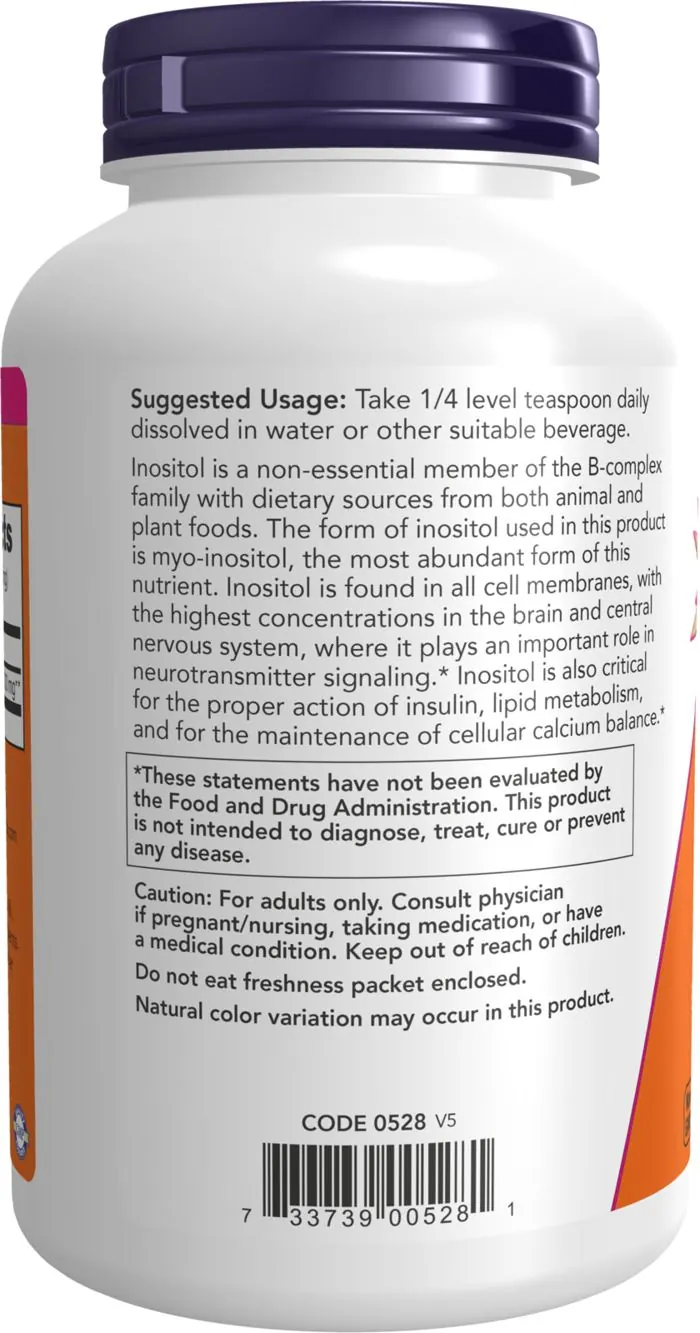 Suggested Usage: Take 1/4 level teaspoon daily
dissolved in water or other suitable beverage.
Inositol is a non-essential member of the B-complex
family with dietary sources from both animal and
plant foods. The form of inositol used in this product
is myo-inositol, the most abundant form of this
nutrient. Inositol is found in all cell membranes, with
the highest concentrations in the brain and central
nervous system, where it plays an important role in
neurotransmitter signaling.* Inositol is also critical
for the proper action of insulin, lipid metabolism,
and for the maintenance of cellular calcium balance.*
*These statements have not been evaluated by
the Food and Drug Administration. This product
is not intended to diagnose, treat, cure or prevent
any disease.
Caution: For adults only. Consult physician
if pregnant/nursing, taking medication, or have
a medical condition. Keep out of reach of children.
Do not eat freshness packet enclosed.
Natural color variation may occur in this product.
CODE 0528 V5
7 33739 00528 1